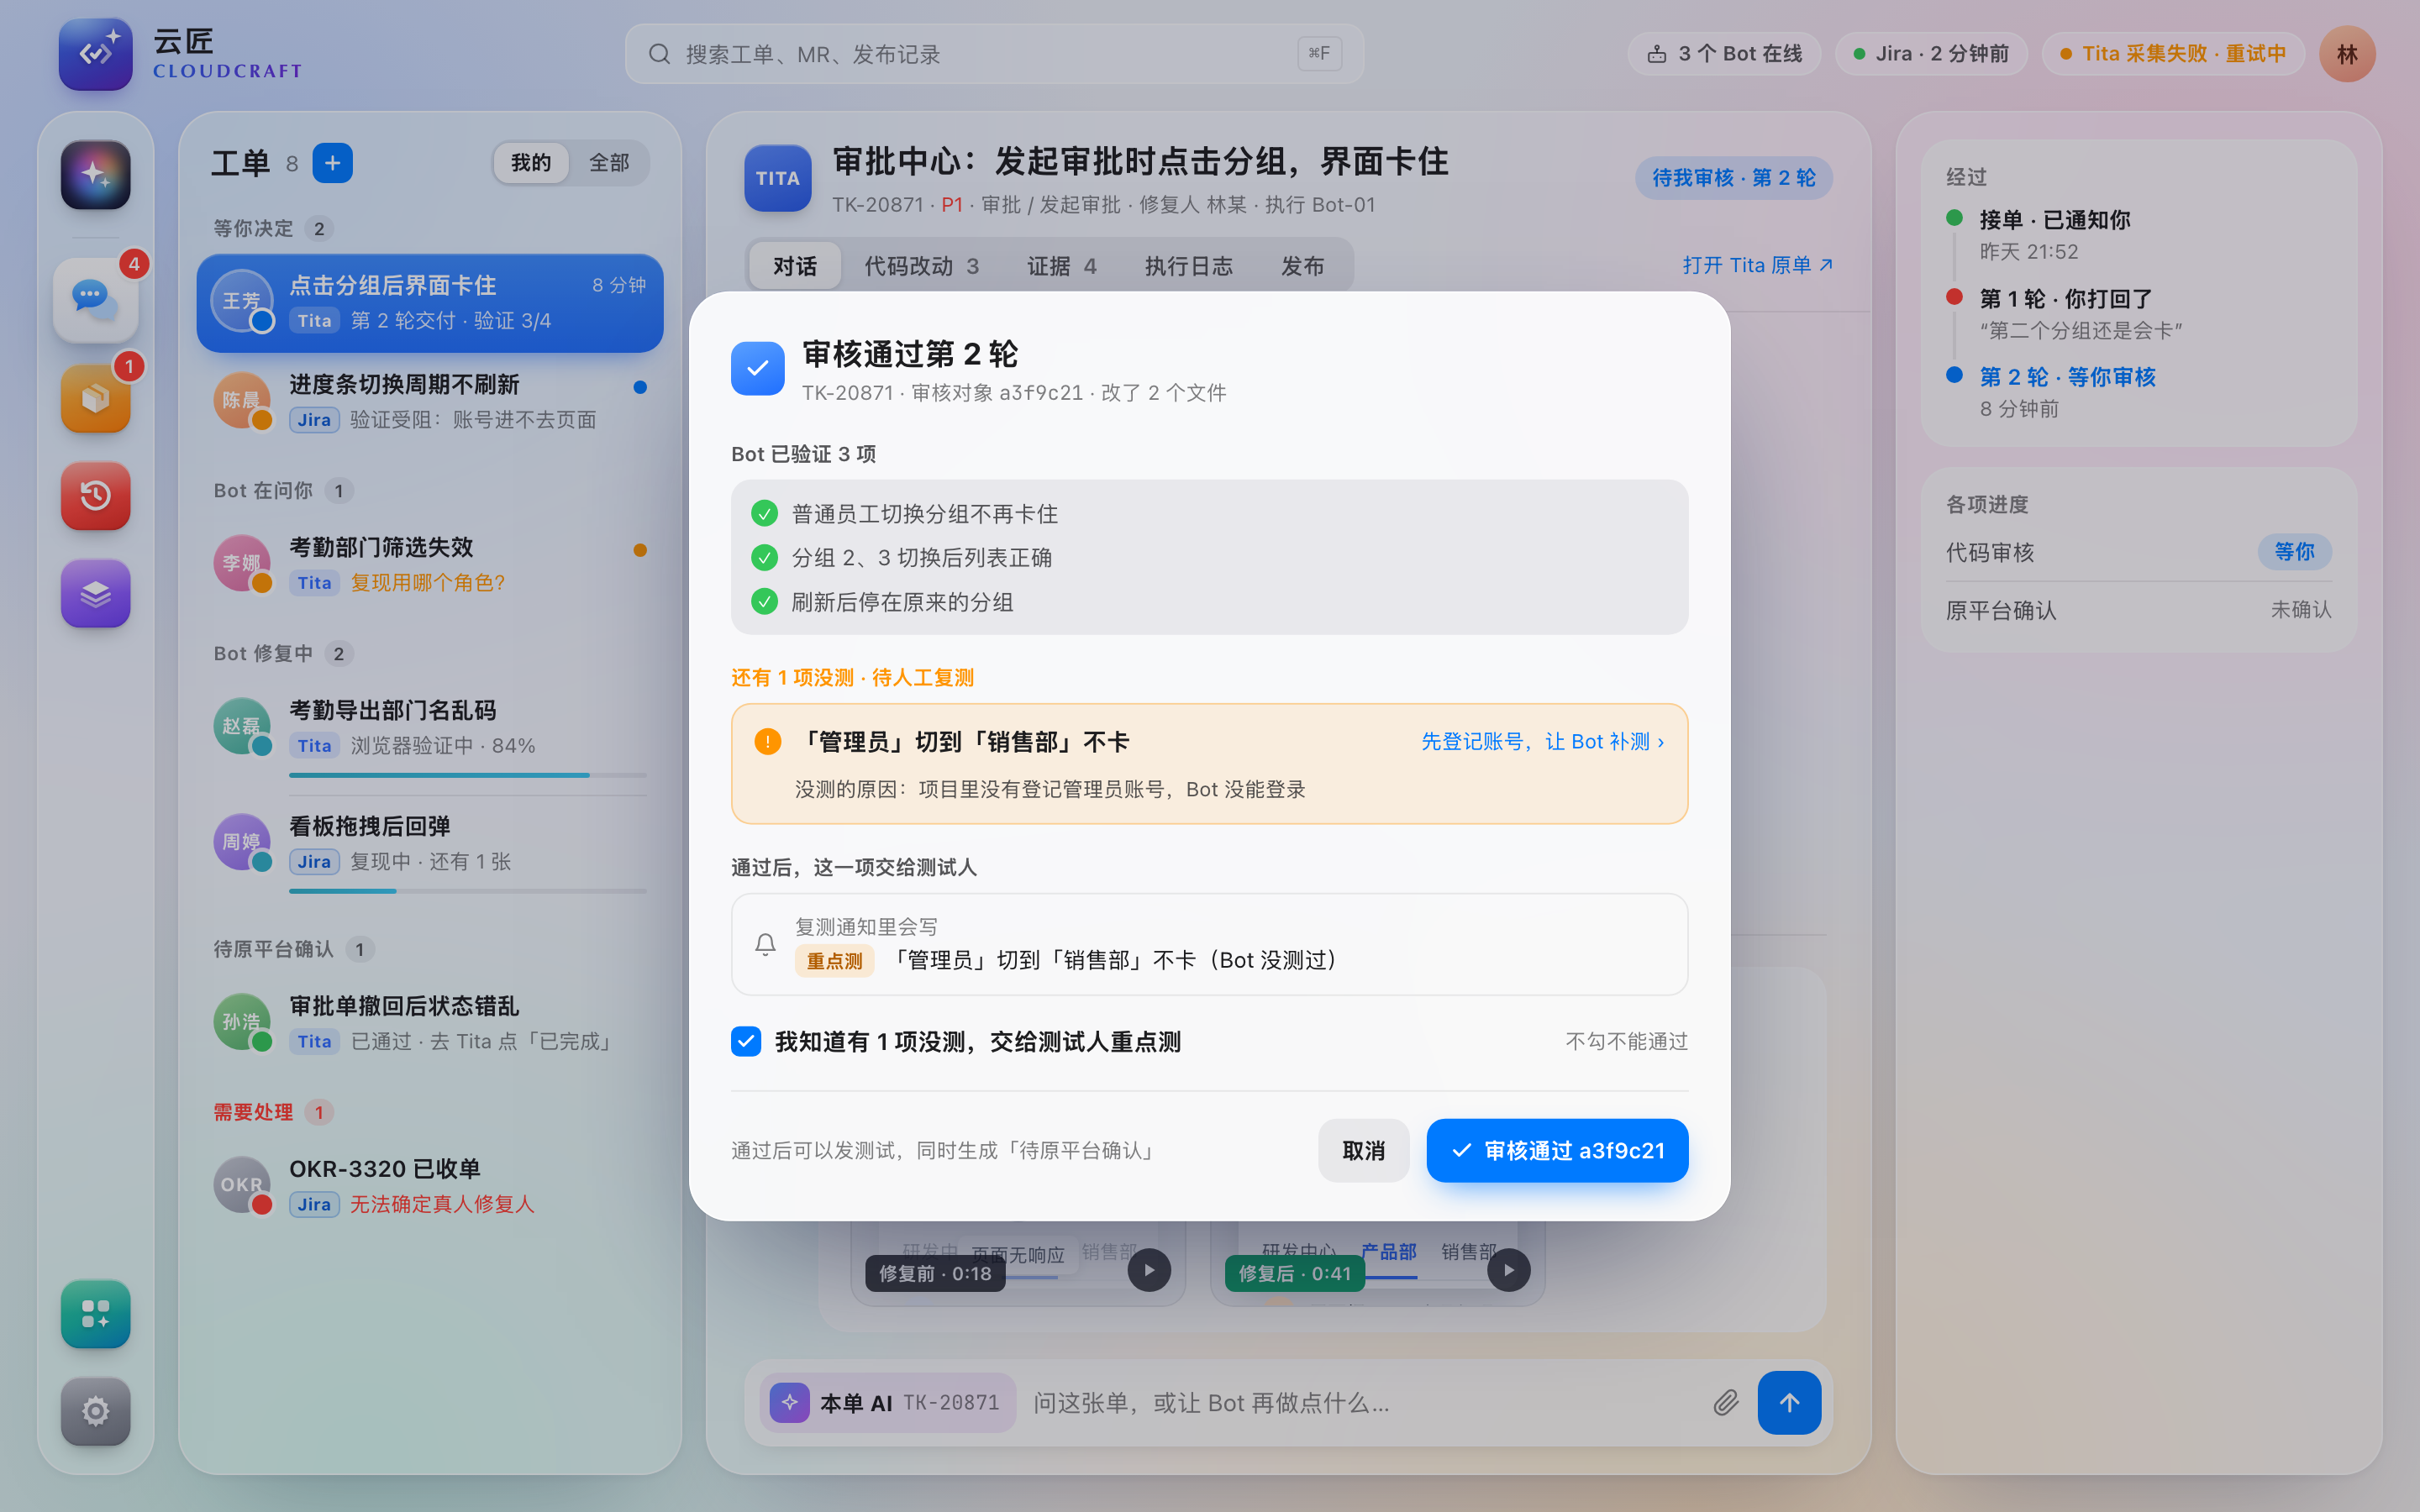 云匠
CLOUDCRAFT
搜索工单、MR、发布记录
⌘F
3 个 Bot 在线
Jira · 2 分钟前
Tita 采集失败 · 重试中
林
4
1
工单 8
我的
全部
等你决定 2
王芳
点击分组后界面卡住
8 分钟
Tita 第 2 轮交付 · 验证 3/4
陈晨
进度条切换周期不刷新
Jira 验证受阻：账号进不去页面
Bot 在问你 1
李娜
考勤部门筛选失效
Tita 复现用哪个角色?
Bot 修复中 2
赵磊
考勤导出部门名乱码
Tita 浏览器验证中 · 84%
周婷
看板拖拽后回弹
Jira 复现中 · 还有 1 张
待原平台确认 1
孙浩
审批单撤回后状态错乱
Tita 已通过 · 去 Tita 点「已完成」
需要处理 1
OKR
OKR-3320 已收单
Jira 无法确定真人修复人
TITA
审批中心：发起审批时点击分组，界面卡住
TK-20871 · P1 · 审批 / 发起审批 · 修复人 林某 · 执行 Bot-01
待我审核 · 第 2 轮
对话
代码改动 3
证据 4
执行日志
发布
打开 Tita 原单 ↗
审核通过第 2 轮
TK-20871 · 审核对象 a3f9c21 · 改了 2 个文件
Bot 已验证 3 项
普通员工切换分组不再卡住
分组 2、3 切换后列表正确
刷新后停在原来的分组
还有 1 项没测 · 待人工复测
「管理员」切到「销售部」不卡
先登记账号，让 Bot 补测 ›
没测的原因：项目里没有登记管理员账号，Bot 没能登录
通过后，这一项交给测试人
复测通知里会写
重点测 「管理员」切到「销售部」不卡（Bot 没测过）
我知道有 1 项没测，交给测试人重点测
不勾不能通过
通过后可以发测试，同时生成「待原平台确认」
取消
审核通过 a3f9c21
研发中 页面无响应 销售部
修复前 · 0:18
研发中心 产品部 销售部
修复后 · 0:41
本单 AI TK-20871
问这张单，或让 Bot 再做点什么...
经过
接单 · 已通知你
昨天 21:52
第 1 轮 · 你打回了
“第二个分组还是会卡”
第 2 轮 · 等你审核
8 分钟前
各项进度
代码审核
等你
原平台确认
未确认